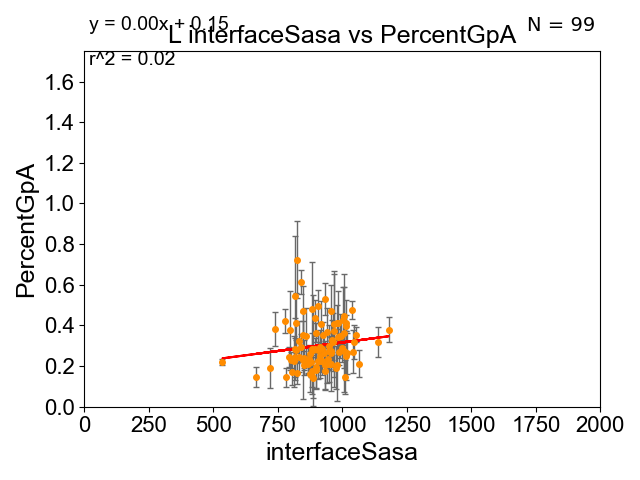 y = 0.00x + 0.15
N = 99
L interfaceSasa vs PercentGpA
r^2 = 0.02
PercentGpA
1.6
1.4
1.2
1.0
0.8
0.6
0.4
0.2
0.0
0 250 500 750 1000 1250 1500 1750 2000
interfaceSasa